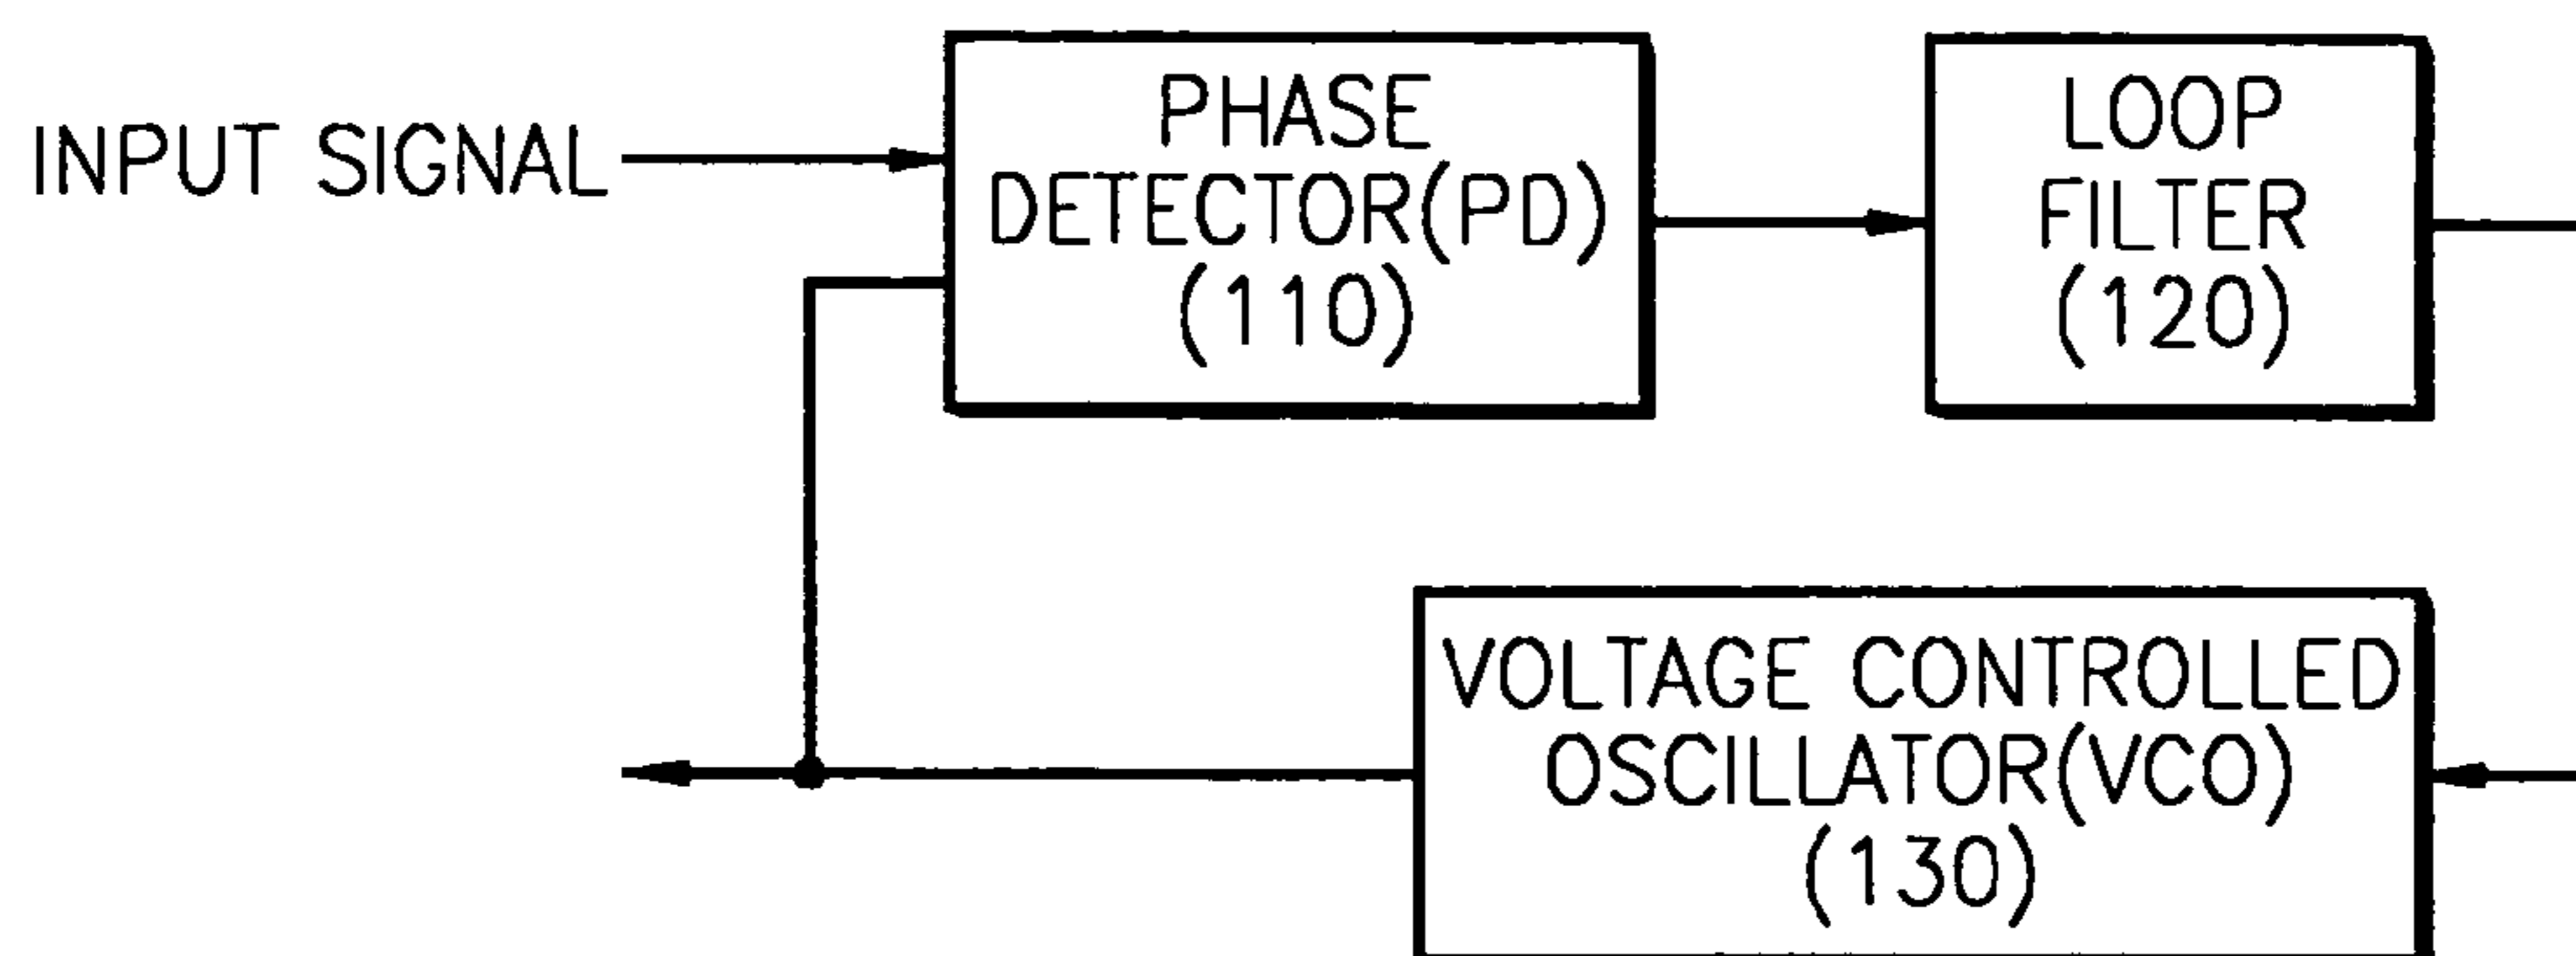 INPUT SIGNAL
PHASE
DETECTOR(PD)
(110)
LOOP
FILTER
(120)
VOLTAGE CONTROLLED
OSCILLATOR(VCO)
(130)